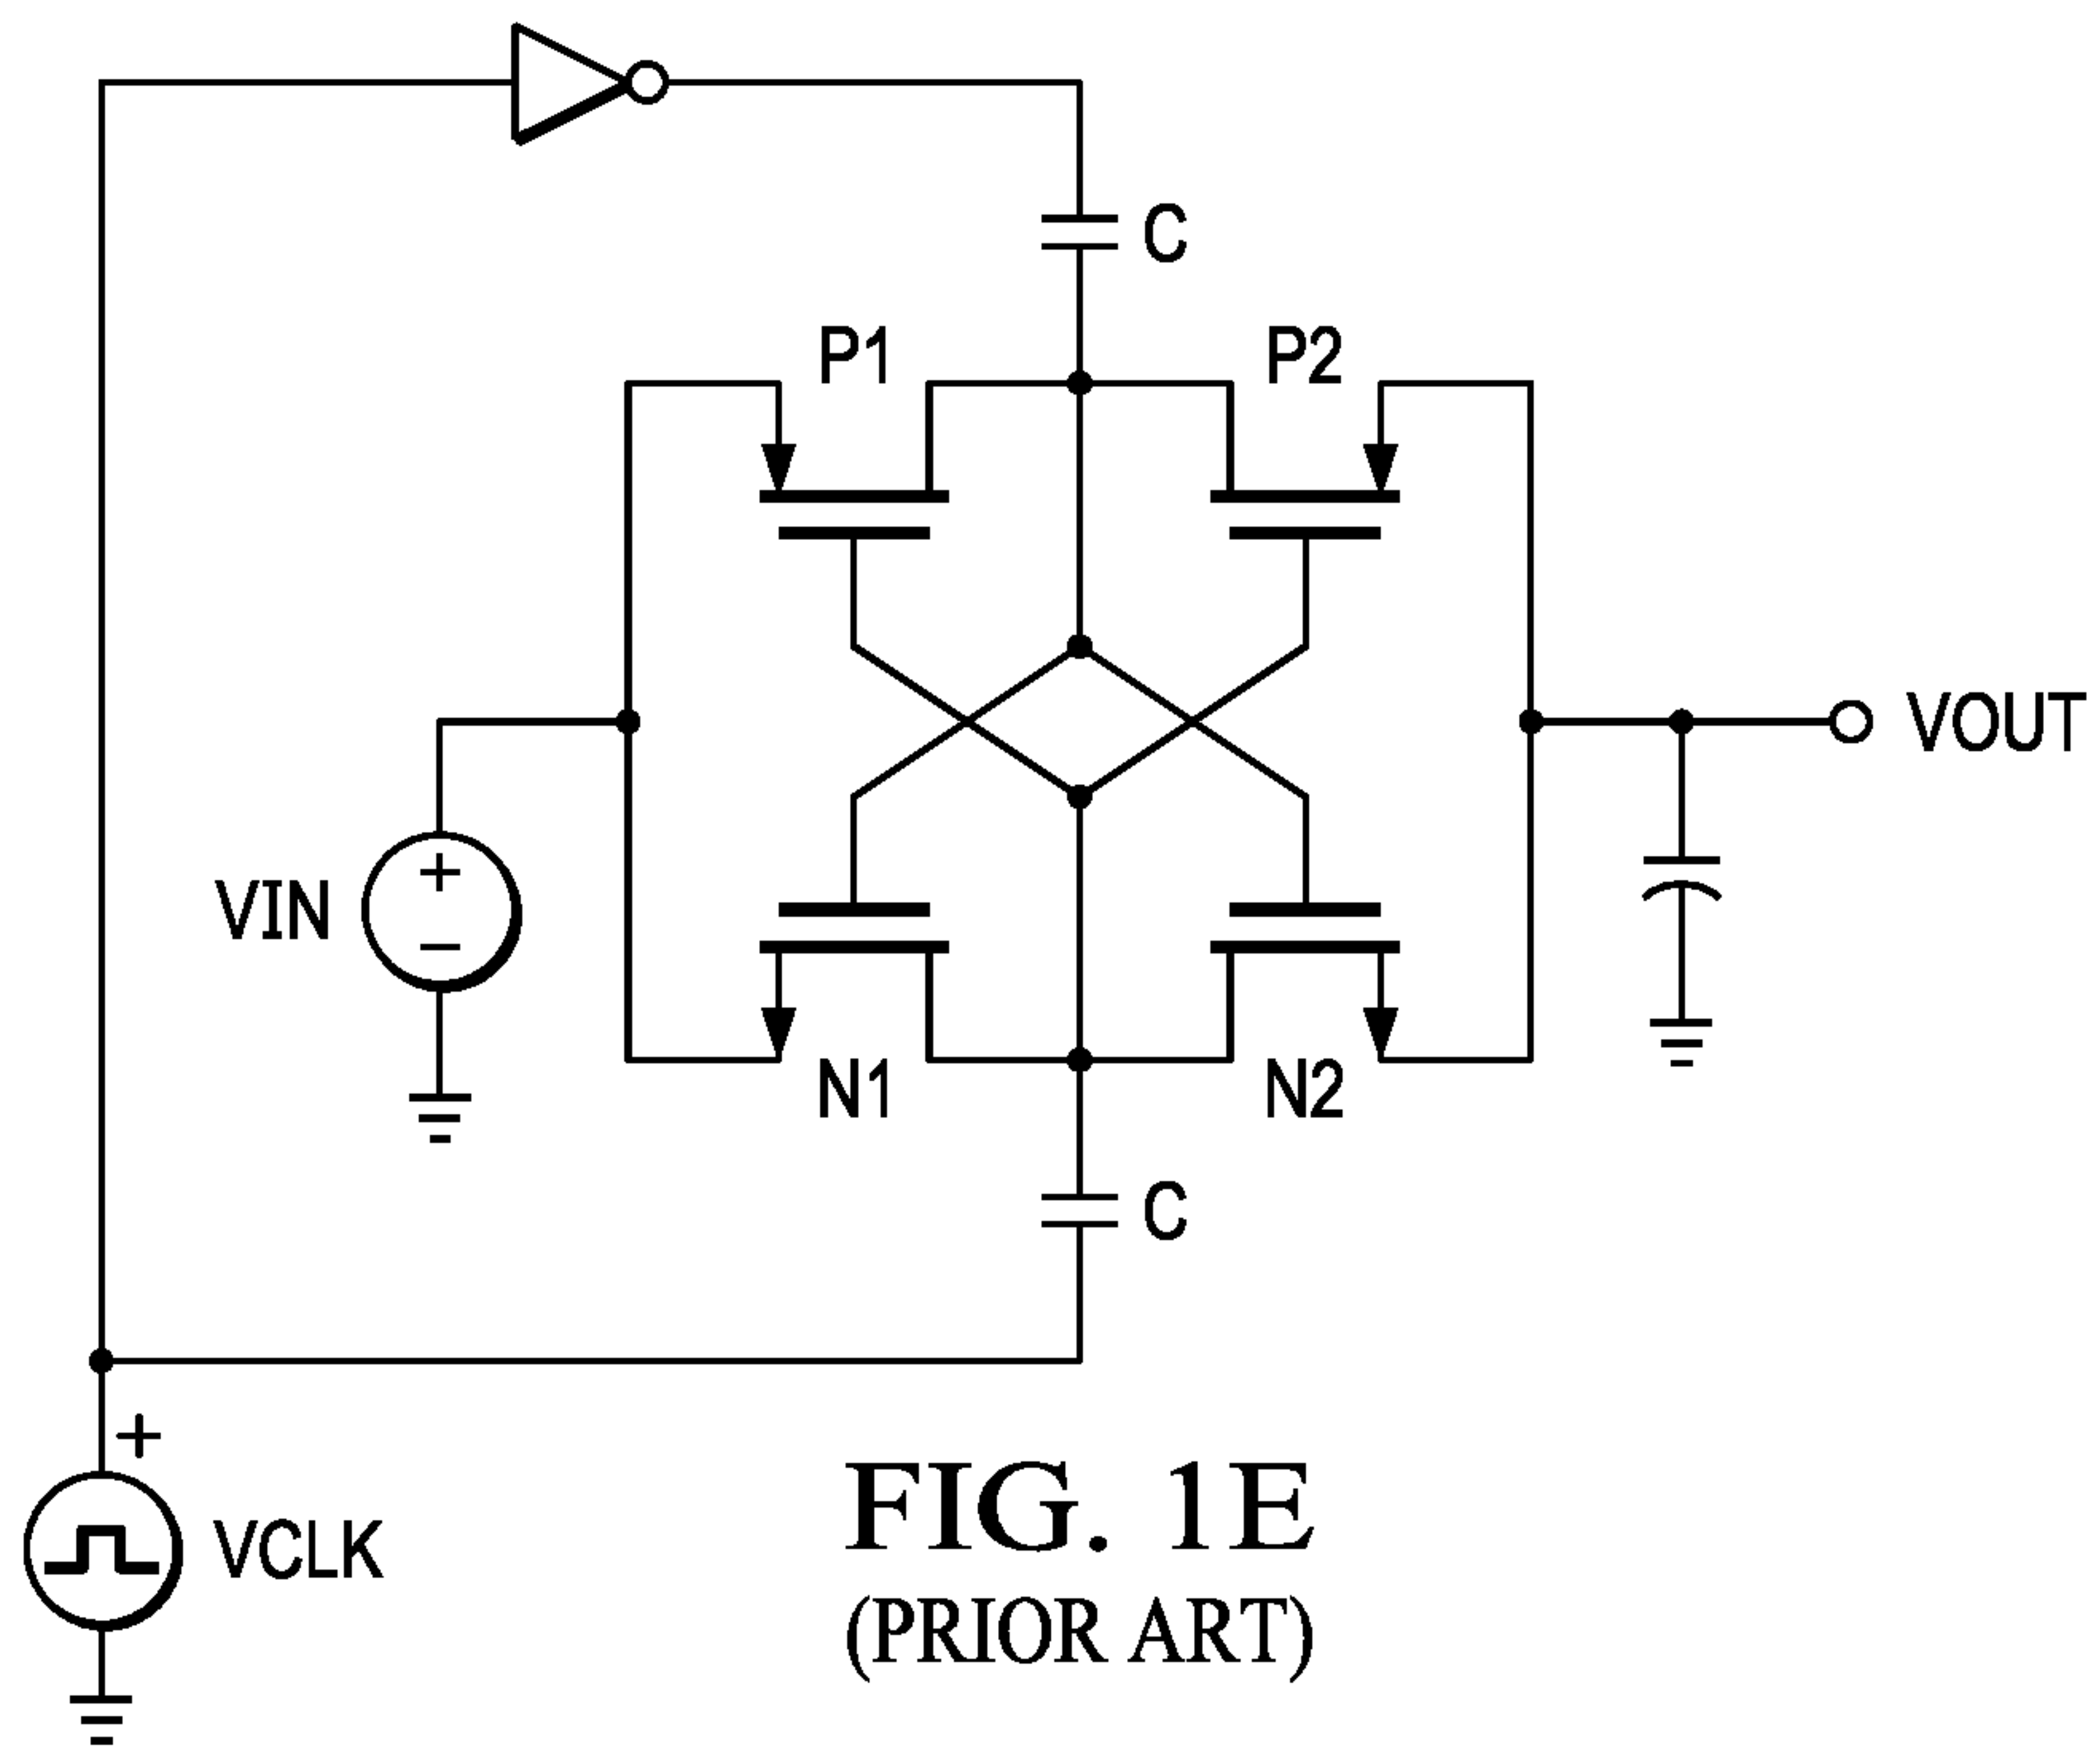 C
P1
P2
VOUT
VIN
+
−
N1
N2
C
+
VCLK
FIG. 1E
(PRIOR ART)